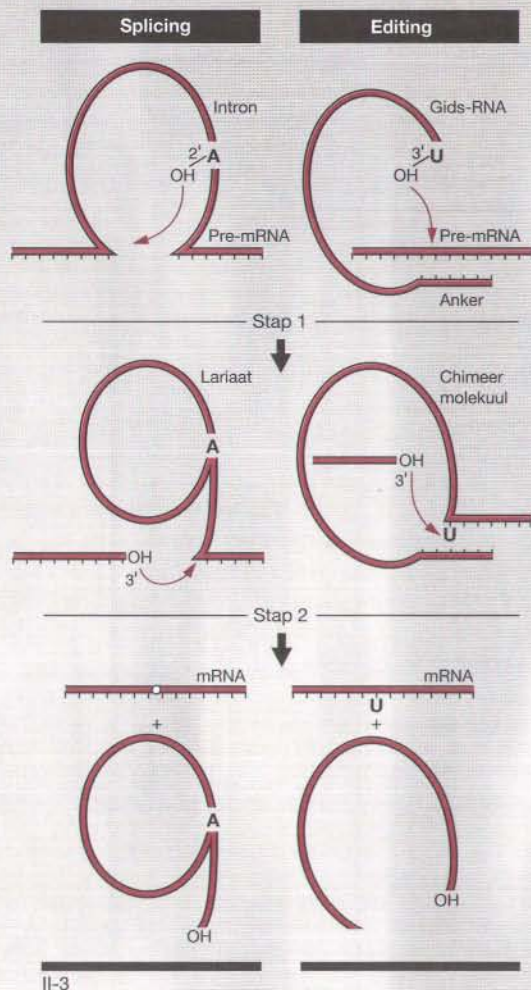 Splicing
Editing
Intron
Gids-RNA
2'
A
OH
3'
U
OH
Pre-mRNA
Pre-mRNA
Anker
Stap 1
Lariaat
Chimeer
molekuul
A
OH
3'
OH
3'
U
Stap 2
mRNA
mRNA
U
+
+
A
OH
OH
II-3